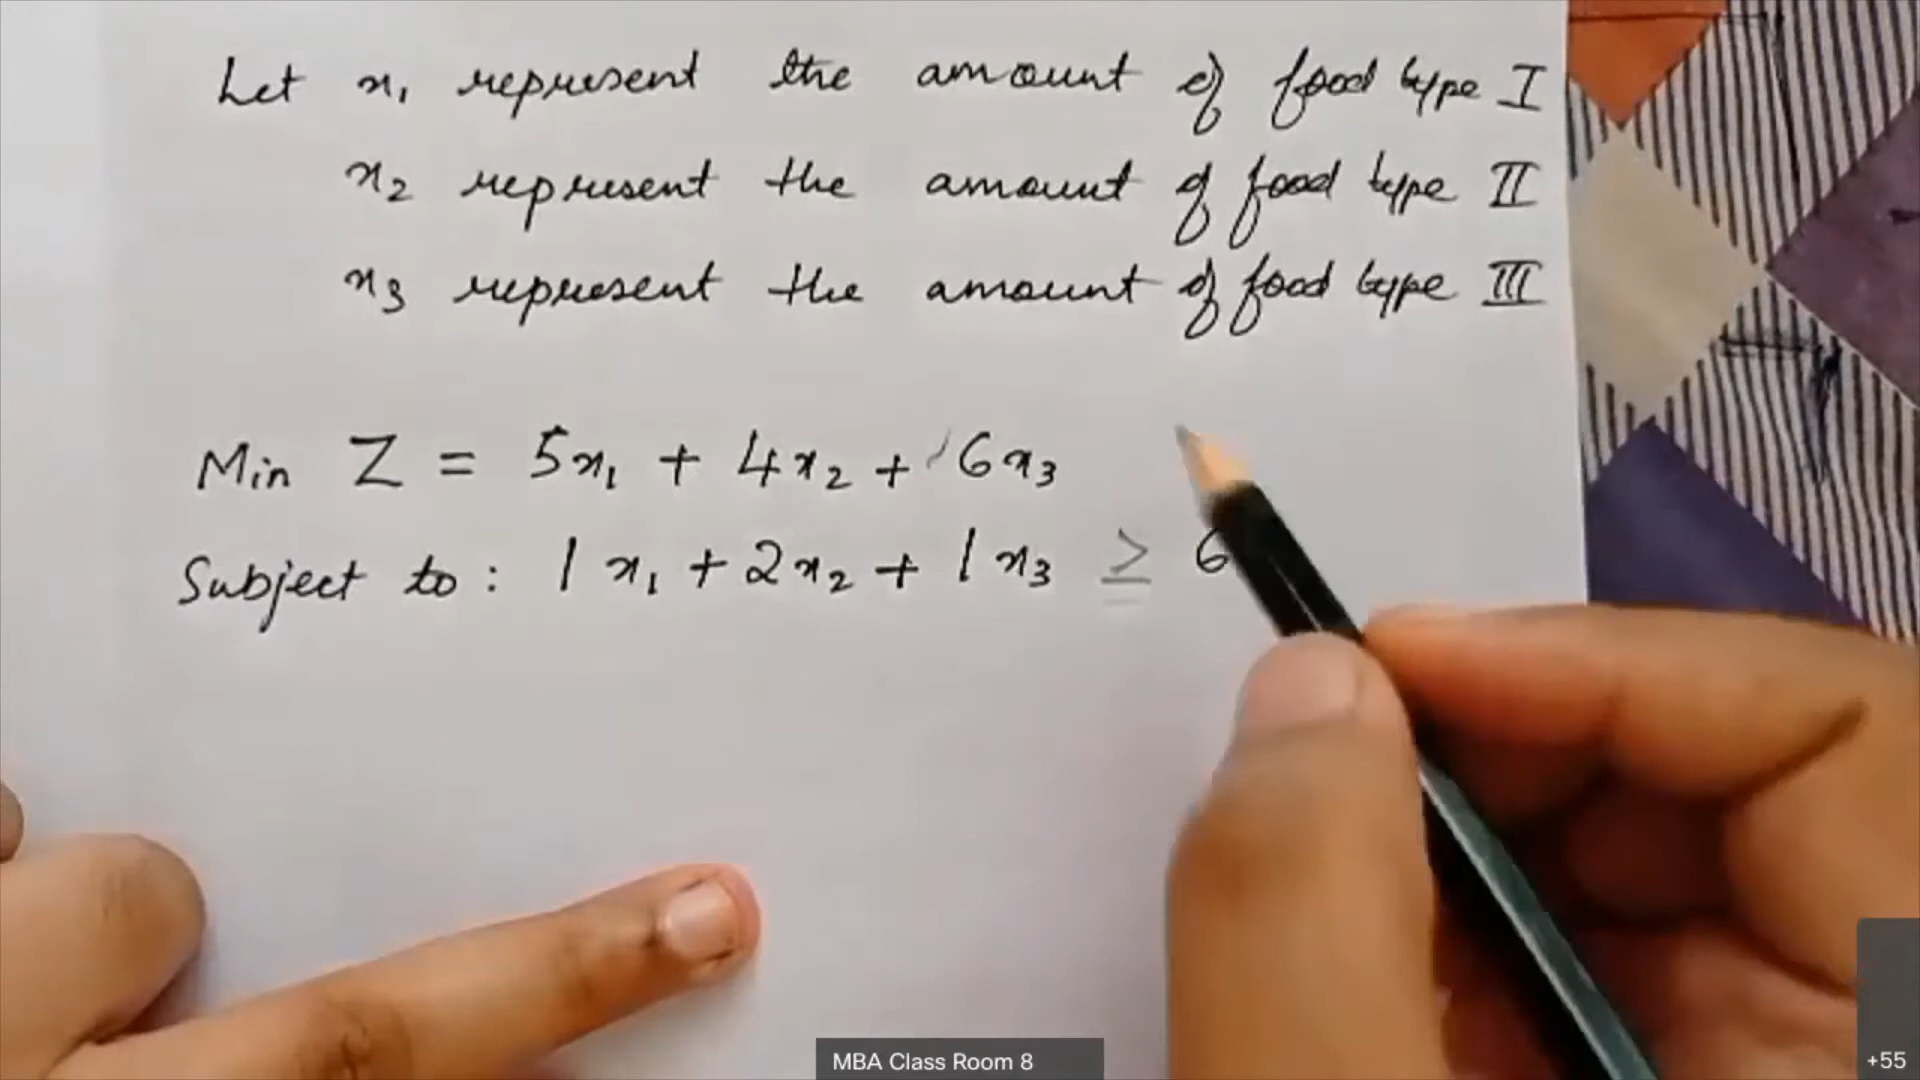 Let x₁ represent the amount of food type I
x₂ represent the amount of food type II
x₃ represent the amount of food type III
Min Z = 5x₁ + 4x₂ + 6x₃
Subject to: 1x₁ + 2x₂ + 1x₃ ≥ 6
MBA Class Room 8
+55